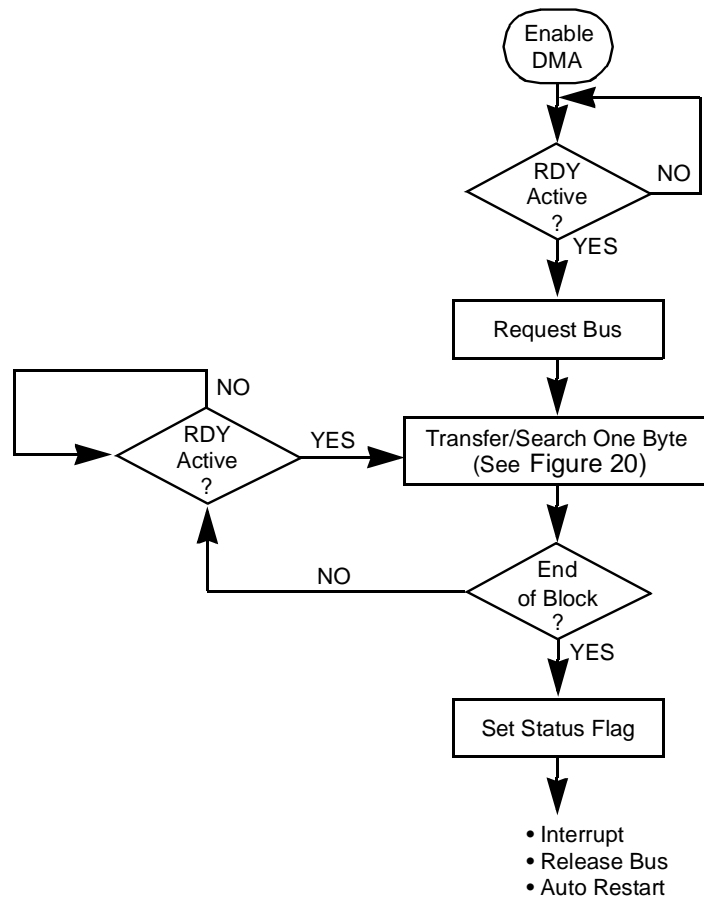 Enable
DMA
RDY
Active
?
NO
YES
Request Bus
NO
RDY
Active
?
YES
Transfer/Search One Byte
(See Figure 20)
NO
End
of Block
?
YES
Set Status Flag
• Interrupt
• Release Bus
• Auto Restart